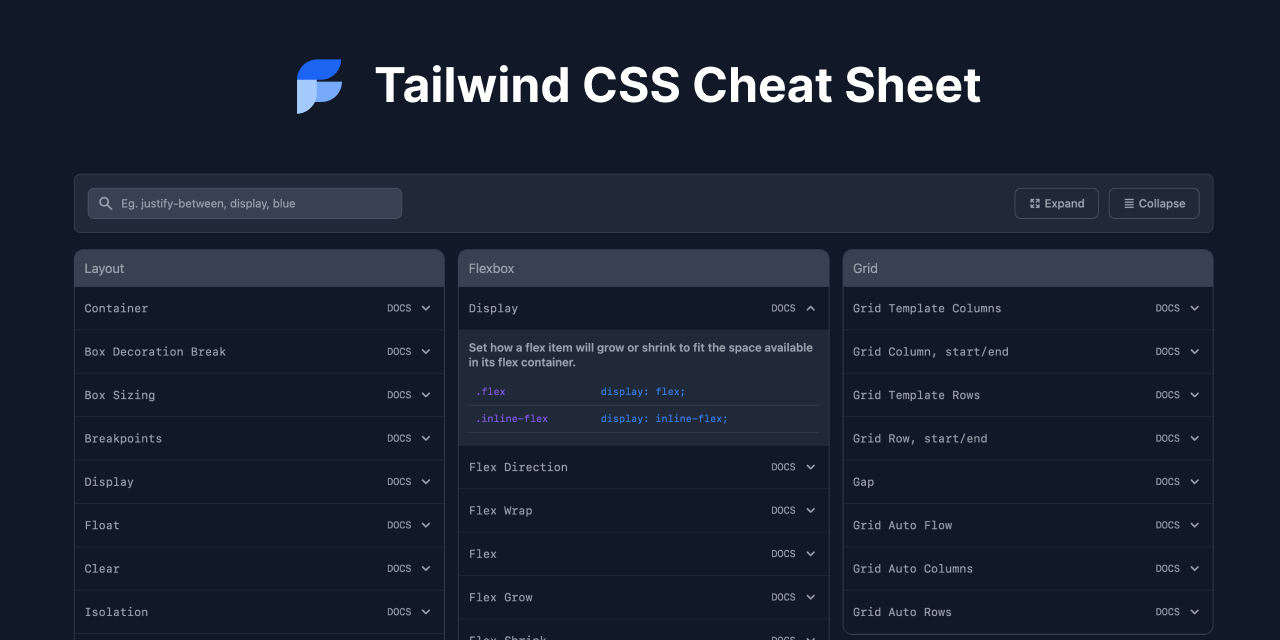 Tailwind CSS Cheat Sheet
Eg. justify-between, display, blue
Expand
Collapse
Layout
Container DOCS
Box Decoration Break DOCS
Box Sizing DOCS
Breakpoints DOCS
Display DOCS
Float DOCS
Clear DOCS
Isolation DOCS
Flexbox
Display DOCS
Set how a flex item will grow or shrink to fit the space available
in its flex container.
.flex display: flex;
.inline-flex display: inline-flex;
Flex Direction DOCS
Flex Wrap DOCS
Flex DOCS
Flex Grow DOCS
Flex Shrink DOCS
Grid
Grid Template Columns DOCS
Grid Column, start/end DOCS
Grid Template Rows DOCS
Grid Row, start/end DOCS
Gap DOCS
Grid Auto Flow DOCS
Grid Auto Columns DOCS
Grid Auto Rows DOCS